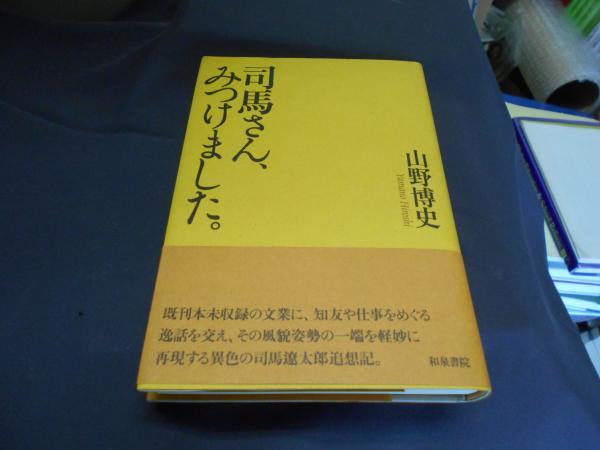 司馬さん、
みつけました。
山野博史
Yamano Hiroshi
既刊本未収録の文業に、知友や仕事をめぐる
逸話を交え、その風貌姿勢の一端を軽妙に
再現する異色の司馬遼太郎追想記。
和泉書院